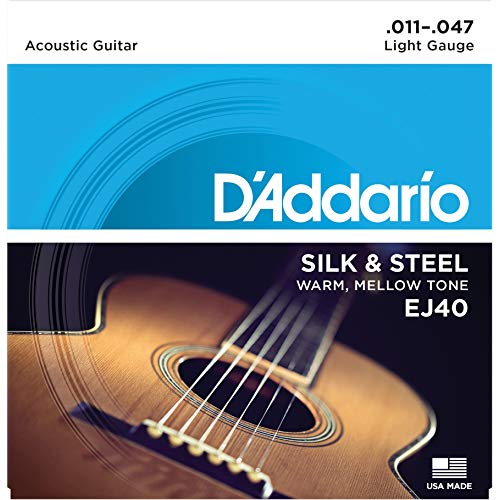 Acoustic Guitar
.011–.047
Light Gauge
D'Addario
SILK & STEEL
WARM, MELLOW TONE
EJ40
USA MADE